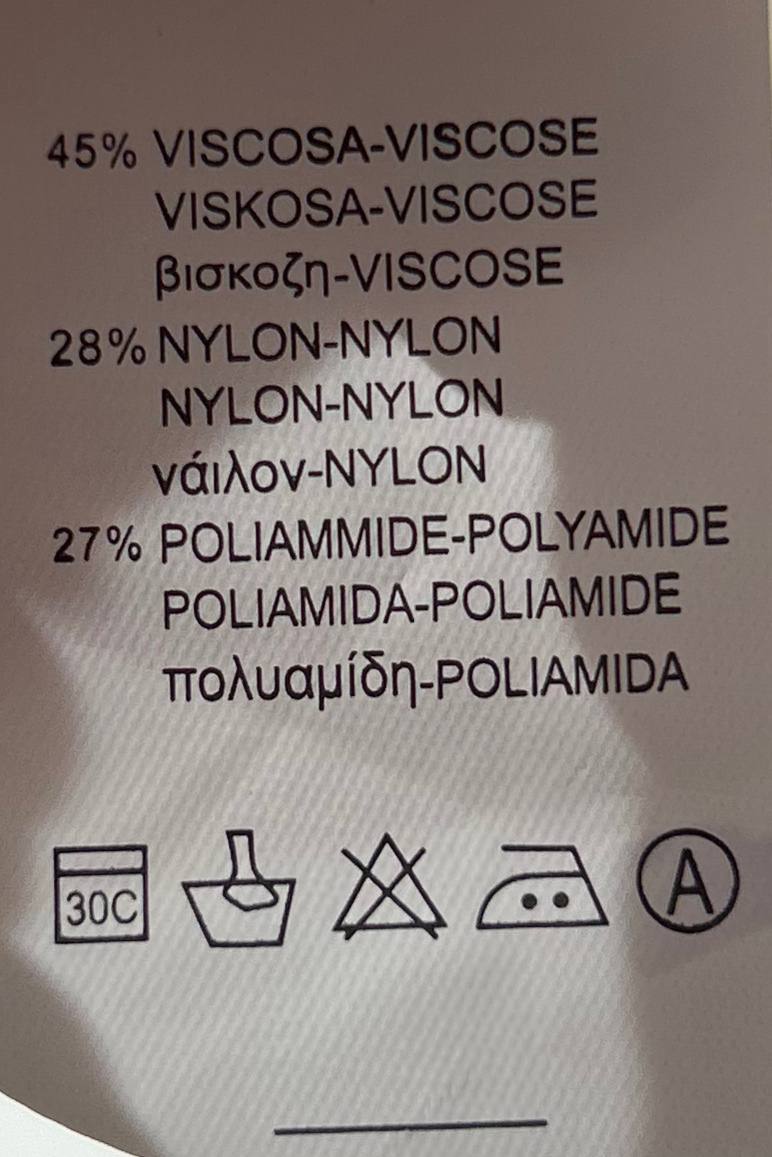 45% VISCOSA-VISCOSE
VISKOSA-VISCOSE
βισκοζη-VISCOSE
28% NYLON-NYLON
NYLON-NYLON
νάιλον-NYLON
27% POLIAMMIDE-POLYAMIDE
POLIAMIDA-POLIAMIDE
πολυαμίδη-POLIAMIDA
30C A